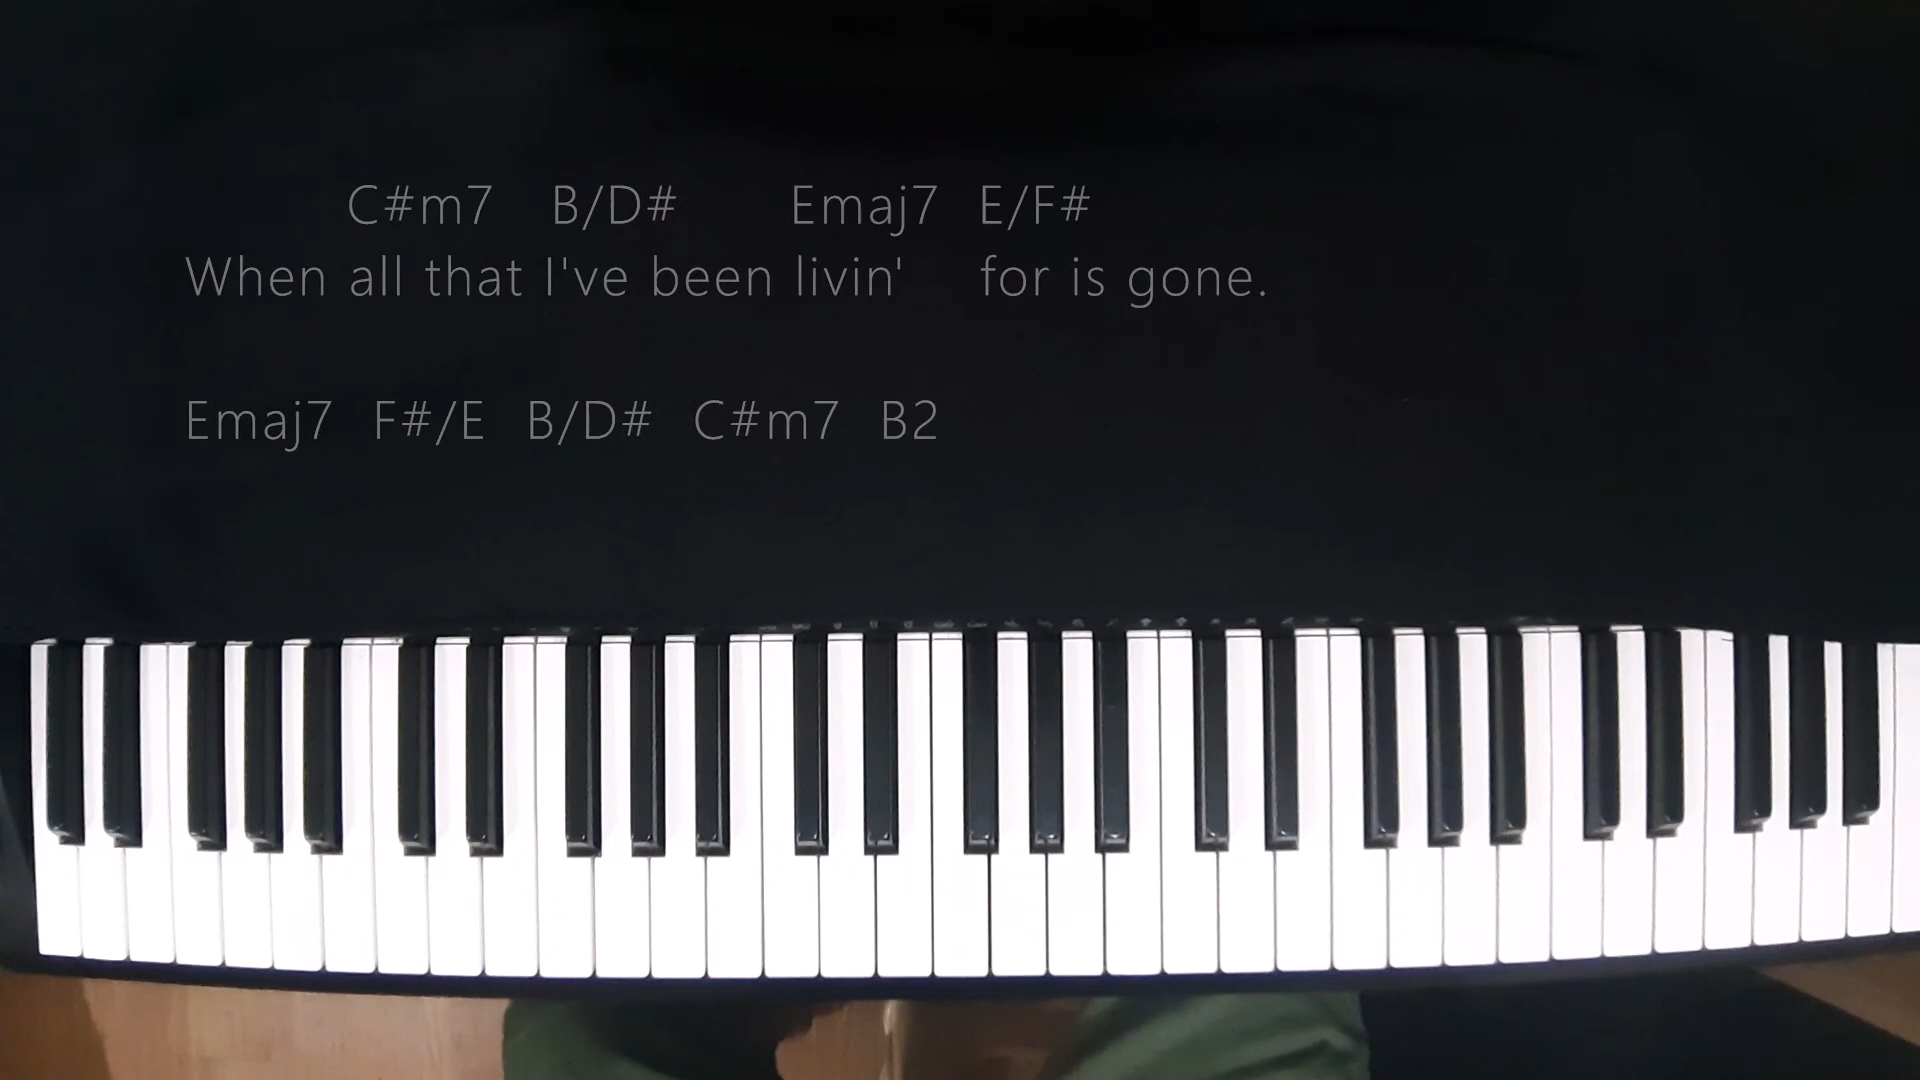 C#m7 B/D# Emaj7 E/F#
When all that I've been livin' for is gone.
Emaj7 F#/E B/D# C#m7 B2